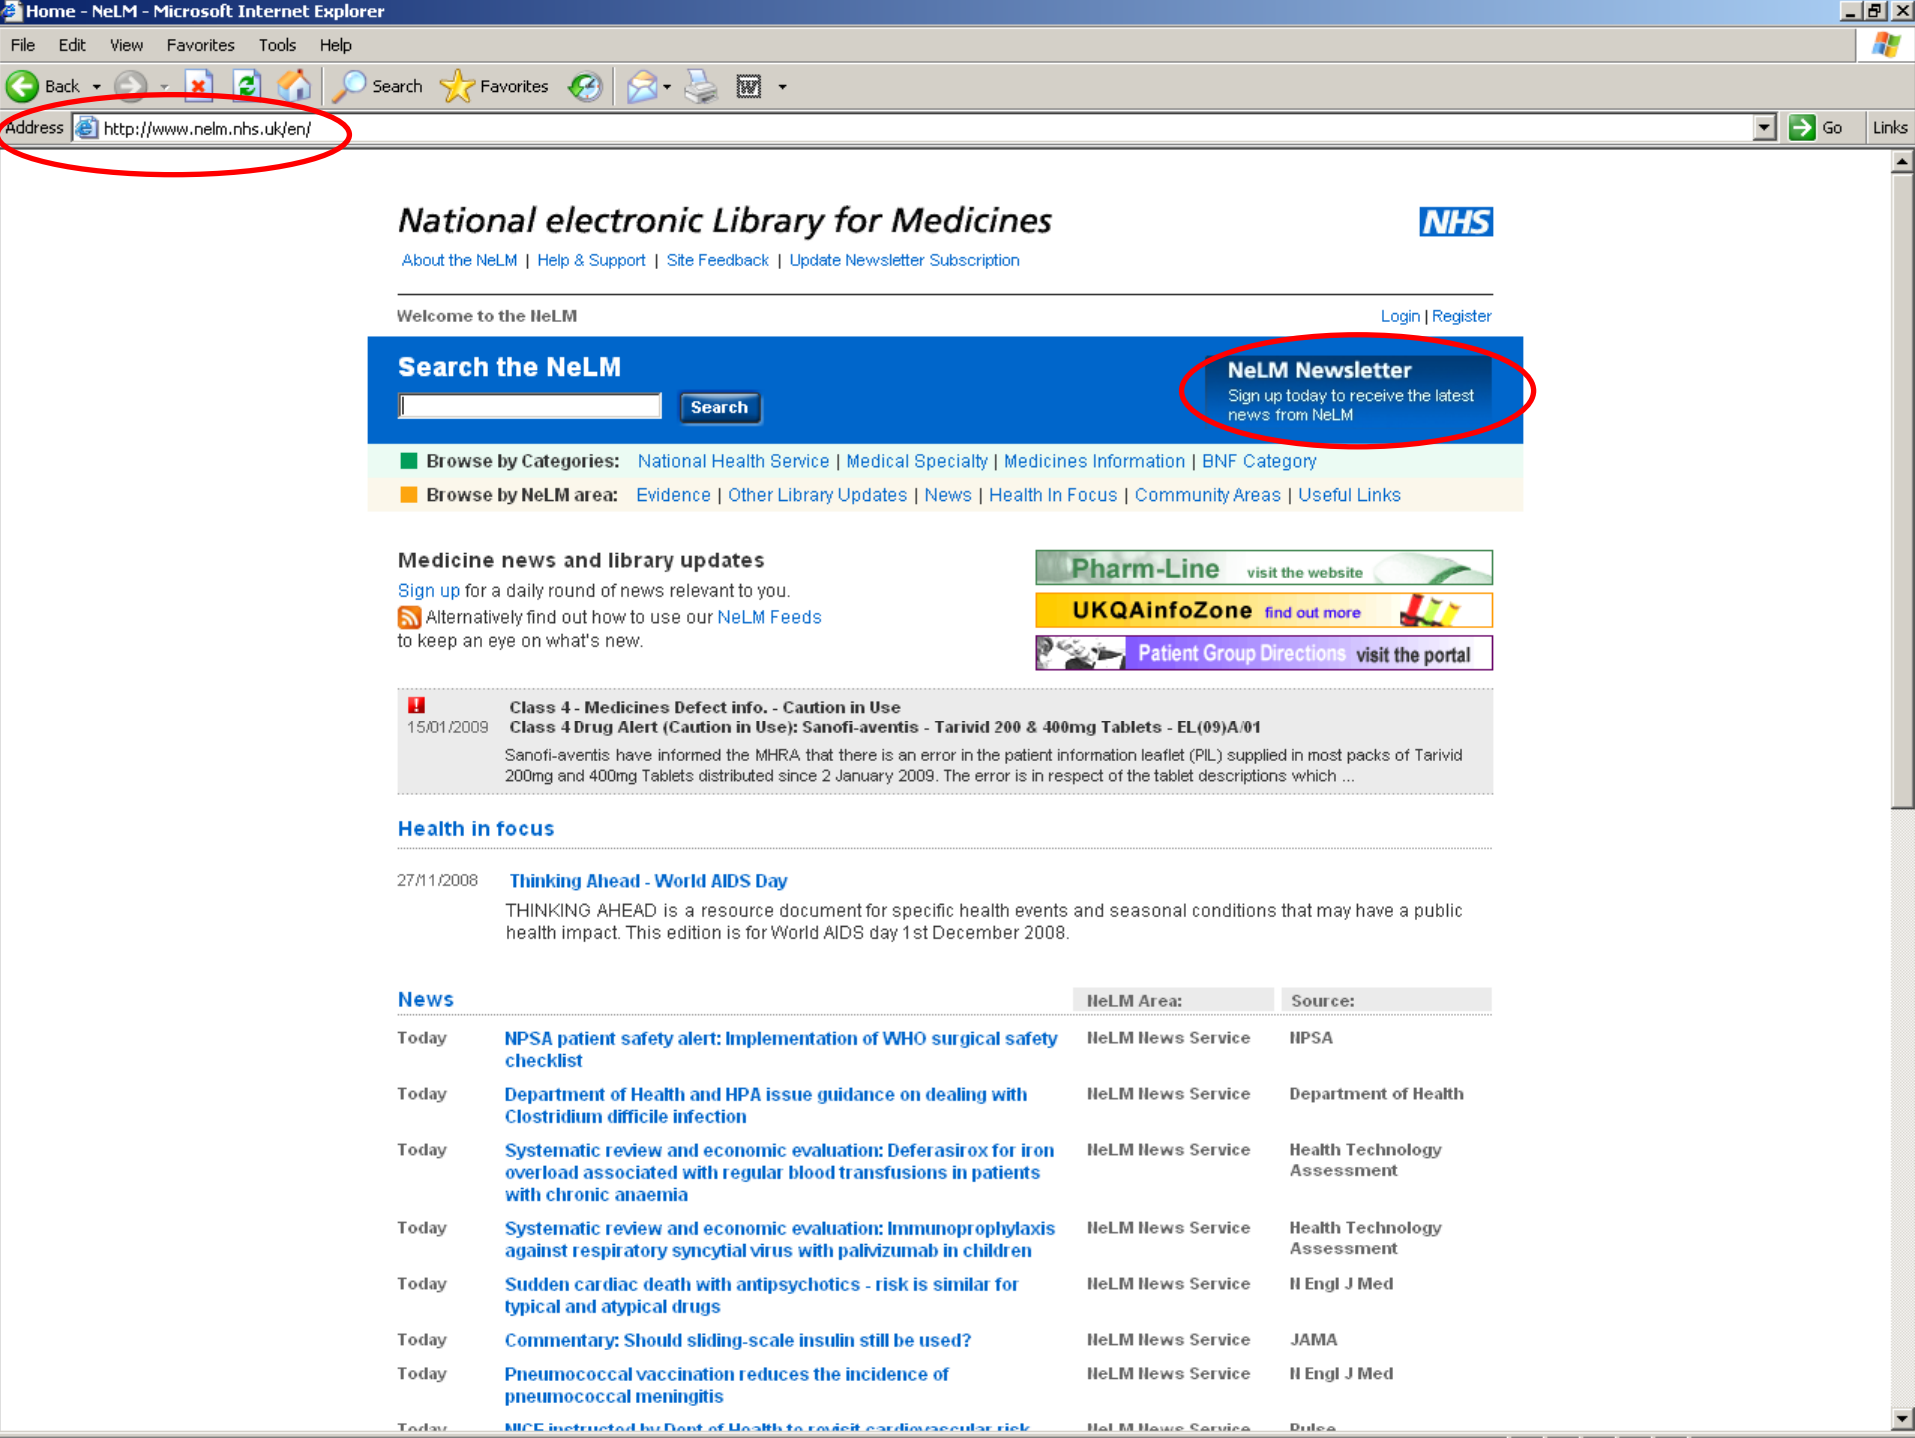 Home - NeLM - Microsoft Internet Explorer
File Edit View Favorites Tools Help
Back Search Favorites
Address http://www.nelm.nhs.uk/en/ Go Links
National electronic Library for Medicines NHS
About the NeLM | Help & Support | Site Feedback | Update Newsletter Subscription
Welcome to the NeLM Login | Register
Search the NeLM
Search
NeLM Newsletter
Sign up today to receive the latest
news from NeLM
Browse by Categories: National Health Service | Medical Specialty | Medicines Information | BNF Category
Browse by NeLM area: Evidence | Other Library Updates | News | Health In Focus | Community Areas | Useful Links
Medicine news and library updates
Sign up for a daily round of news relevant to you.
Alternatively find out how to use our NeLM Feeds
to keep an eye on what's new.
Pharm-Line visit the website
UKQAinfoZone find out more
Patient Group Directions visit the portal
Class 4 - Medicines Defect info. - Caution in Use
15/01/2009 Class 4 Drug Alert (Caution in Use): Sanofi-aventis - Tarivid 200 & 400mg Tablets - EL(09)A/01
Sanofi-aventis have informed the MHRA that there is an error in the patient information leaflet (PIL) supplied in most packs of Tarivid
200mg and 400mg Tablets distributed since 2 January 2009. The error is in respect of the tablet descriptions which ...
Health in focus
27/11/2008 Thinking Ahead - World AIDS Day
THINKING AHEAD is a resource document for specific health events and seasonal conditions that may have a public
health impact. This edition is for World AIDS day 1st December 2008.
News NeLM Area: Source:
Today NPSA patient safety alert: Implementation of WHO surgical safety NeLM News Service NPSA
checklist
Today Department of Health and HPA issue guidance on dealing with NeLM News Service Department of Health
Clostridium difficile infection
Today Systematic review and economic evaluation: Deferasirox for iron NeLM News Service Health Technology
overload associated with regular blood transfusions in patients Assessment
with chronic anaemia
Today Systematic review and economic evaluation: Immunoprophylaxis NeLM News Service Health Technology
against respiratory syncytial virus with palivizumab in children Assessment
Today Sudden cardiac death with antipsychotics - risk is similar for NeLM News Service N Engl J Med
typical and atypical drugs
Today Commentary: Should sliding-scale insulin still be used? NeLM News Service JAMA
Today Pneumococcal vaccination reduces the incidence of NeLM News Service N Engl J Med
pneumococcal meningitis
Today NICE instructed by Dept of Health to revisit cardiovascular risk NeLM News Service Pulse